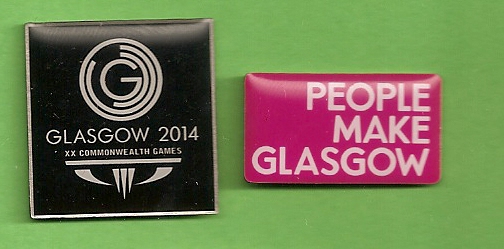 G
GLASGOW 2014
XX COMMONWEALTH GAMES
PEOPLE
MAKE
GLASGOW